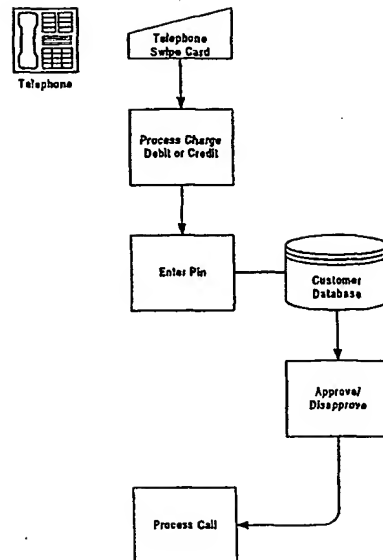 Telephone
Telephone
Swipe Card
Process Charge
Debit or Credit
Enter Pin
Customer
Database
Approve/
Disapprove
Process Call